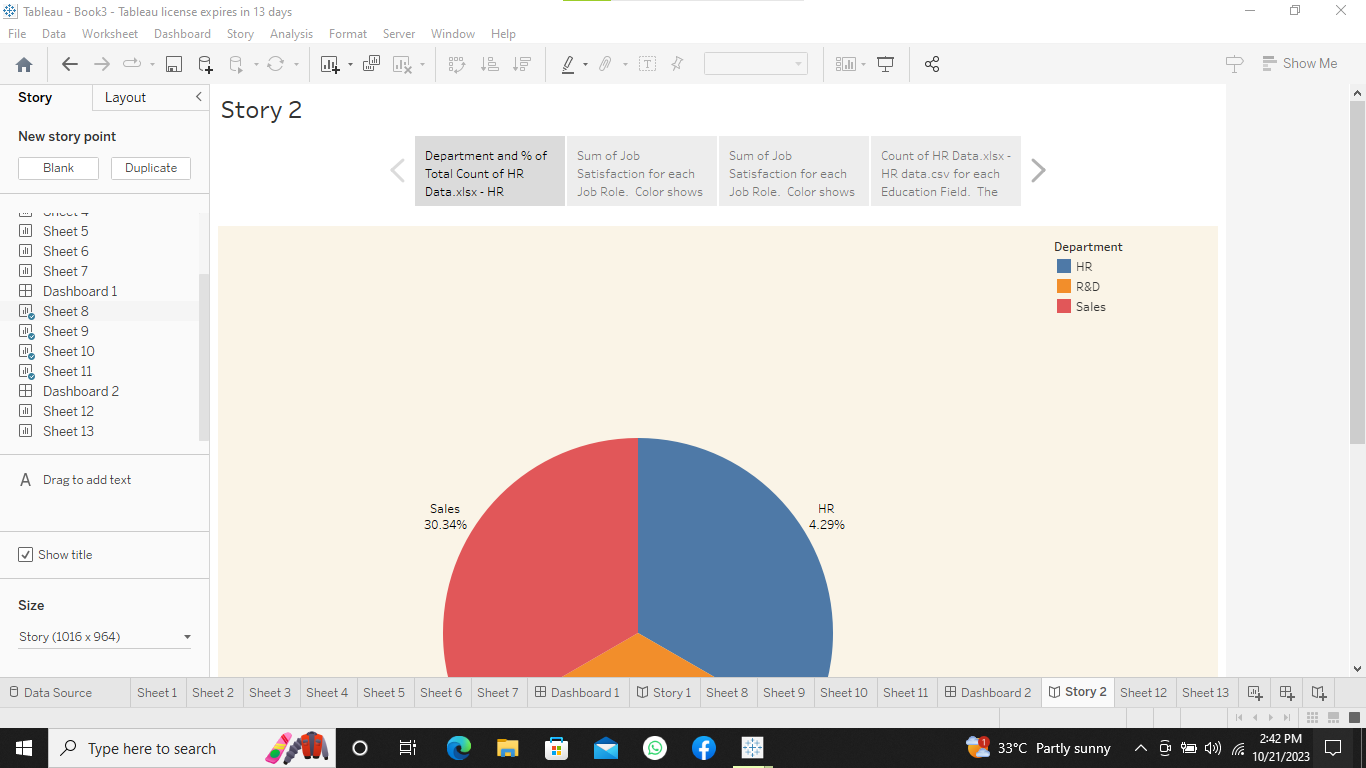 Tableau - Book3 - Tableau license expires in 13 days
File Data Worksheet Dashboard Story Analysis Format Server Window Help
Show Me
Story Layout
New story point
Blank Duplicate
Sheet 4
Sheet 5
Sheet 6
Sheet 7
Dashboard 1
Sheet 8
Sheet 9
Sheet 10
Sheet 11
Dashboard 2
Sheet 12
Sheet 13
A Drag to add text
Show title
Size
Story (1016 x 964)
Story 2
Department and % of
Total Count of HR
Data.xlsx - HR
Sum of Job
Satisfaction for each
Job Role. Color shows
Sum of Job
Satisfaction for each
Job Role. Color shows
Count of HR Data.xlsx -
HR data.csv for each
Education Field. The
Department
HR
R&D
Sales
Sales
30.34%
HR
4.29%
Data Source Sheet 1 Sheet 2 Sheet 3 Sheet 4 Sheet 5 Sheet 6 Sheet 7 Dashboard 1 Story 1 Sheet 8 Sheet 9 Sheet 10 Sheet 11 Dashboard 2 Story 2 Sheet 12 Sheet 13
Type here to search
1
33°C Partly sunny
2:42 PM
10/21/2023